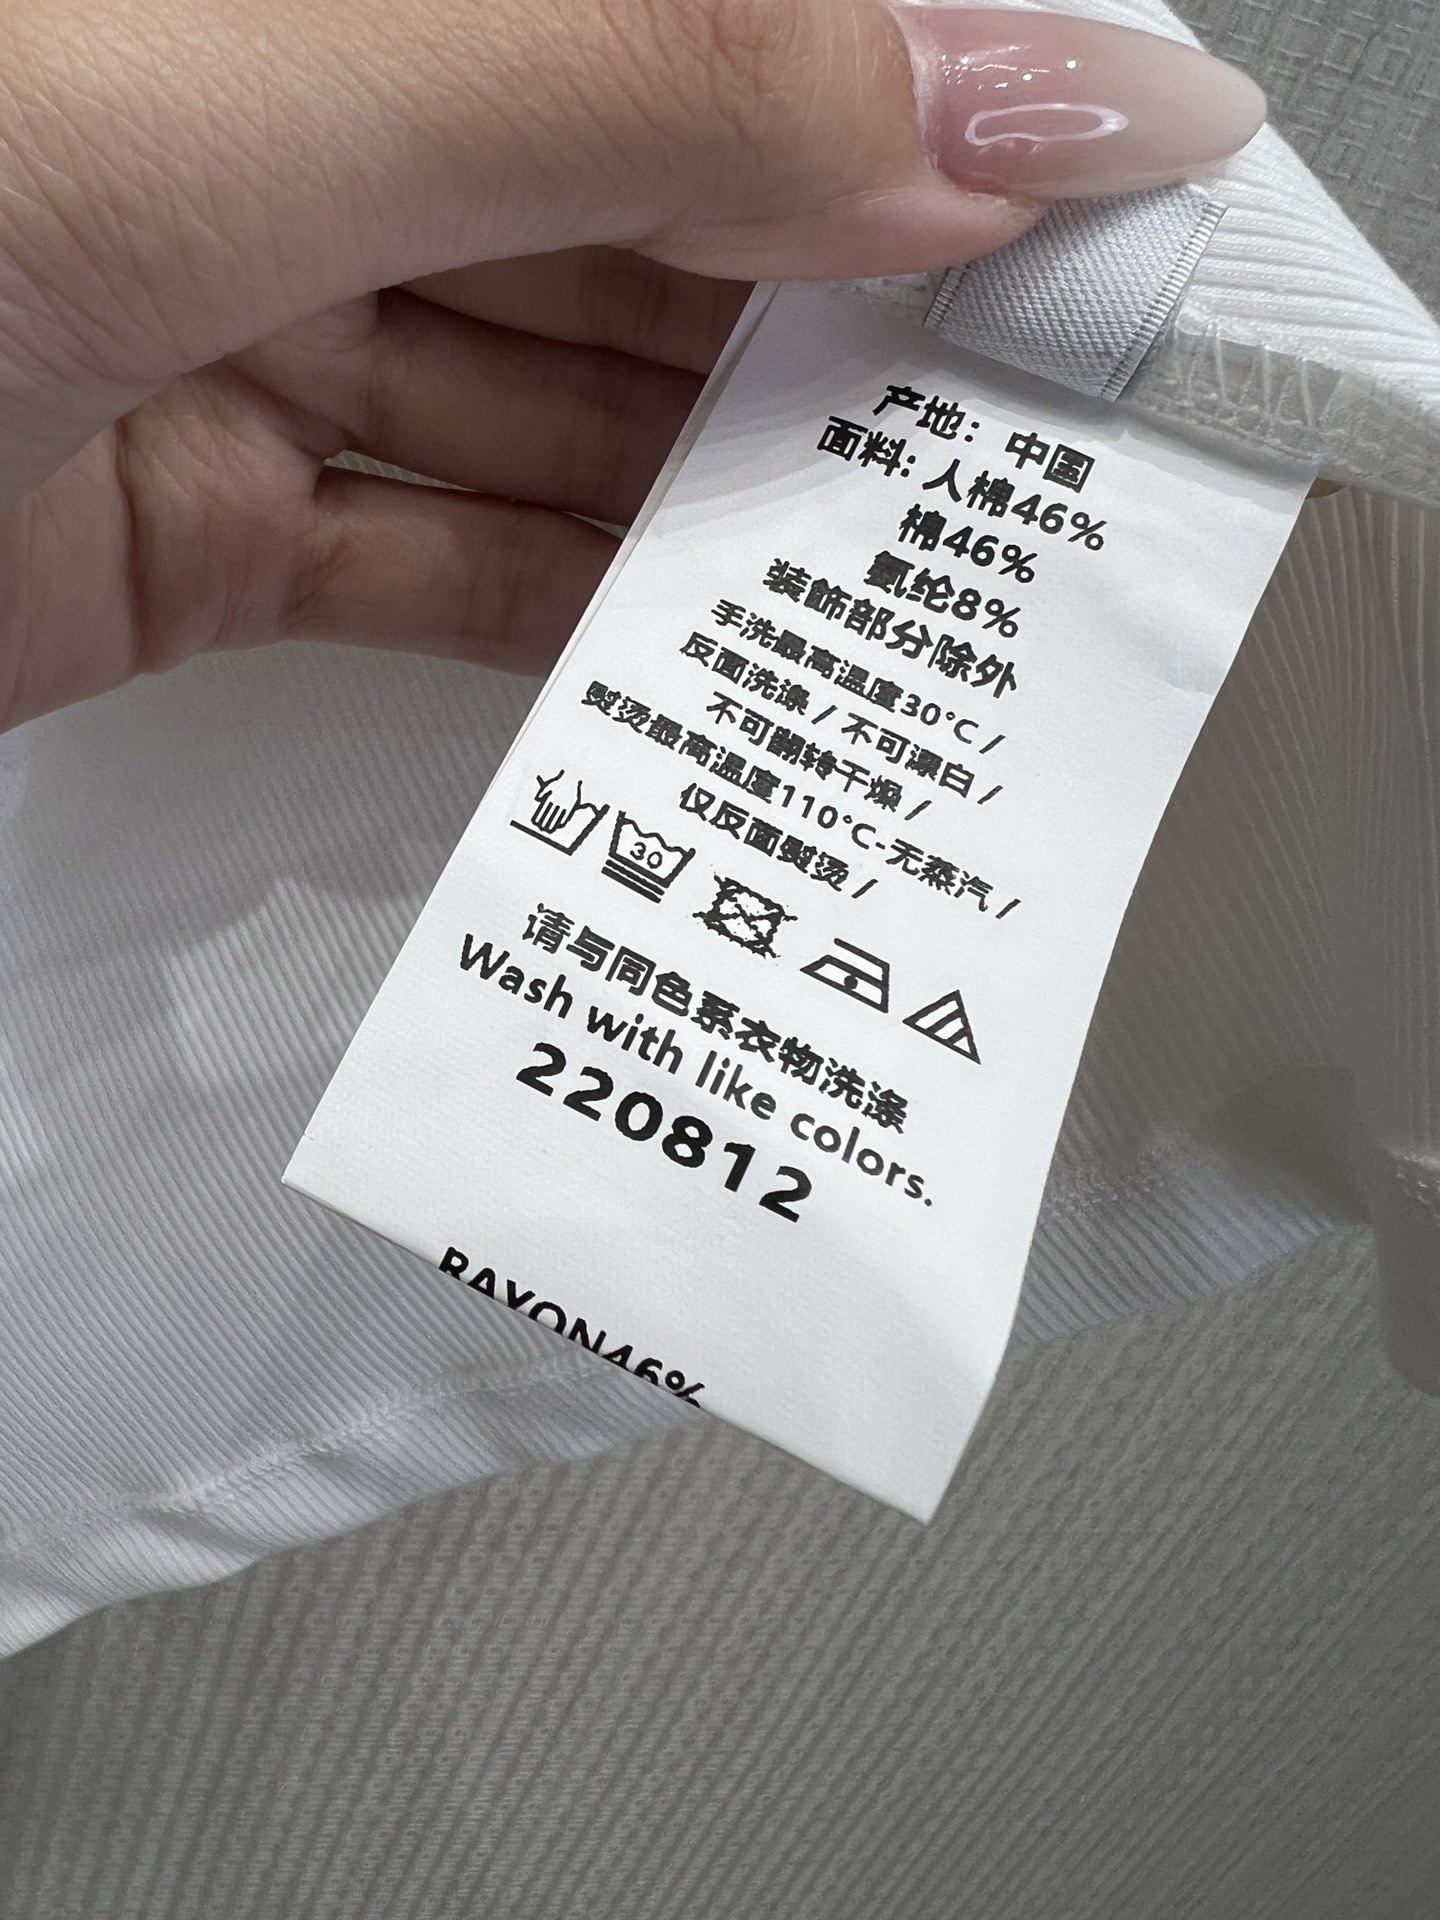 产地：中国
面料：人棉46%
棉46%
氨纶8%
装饰部分除外
手洗最高温度30°C /
反面洗涤 / 不可漂白 /
不可翻转干燥 /
熨烫最高温度110°C-无蒸汽 /
仅反面熨烫 /
30
请与同色系衣物洗涤
Wash with like colors.
220812
RAYON46%